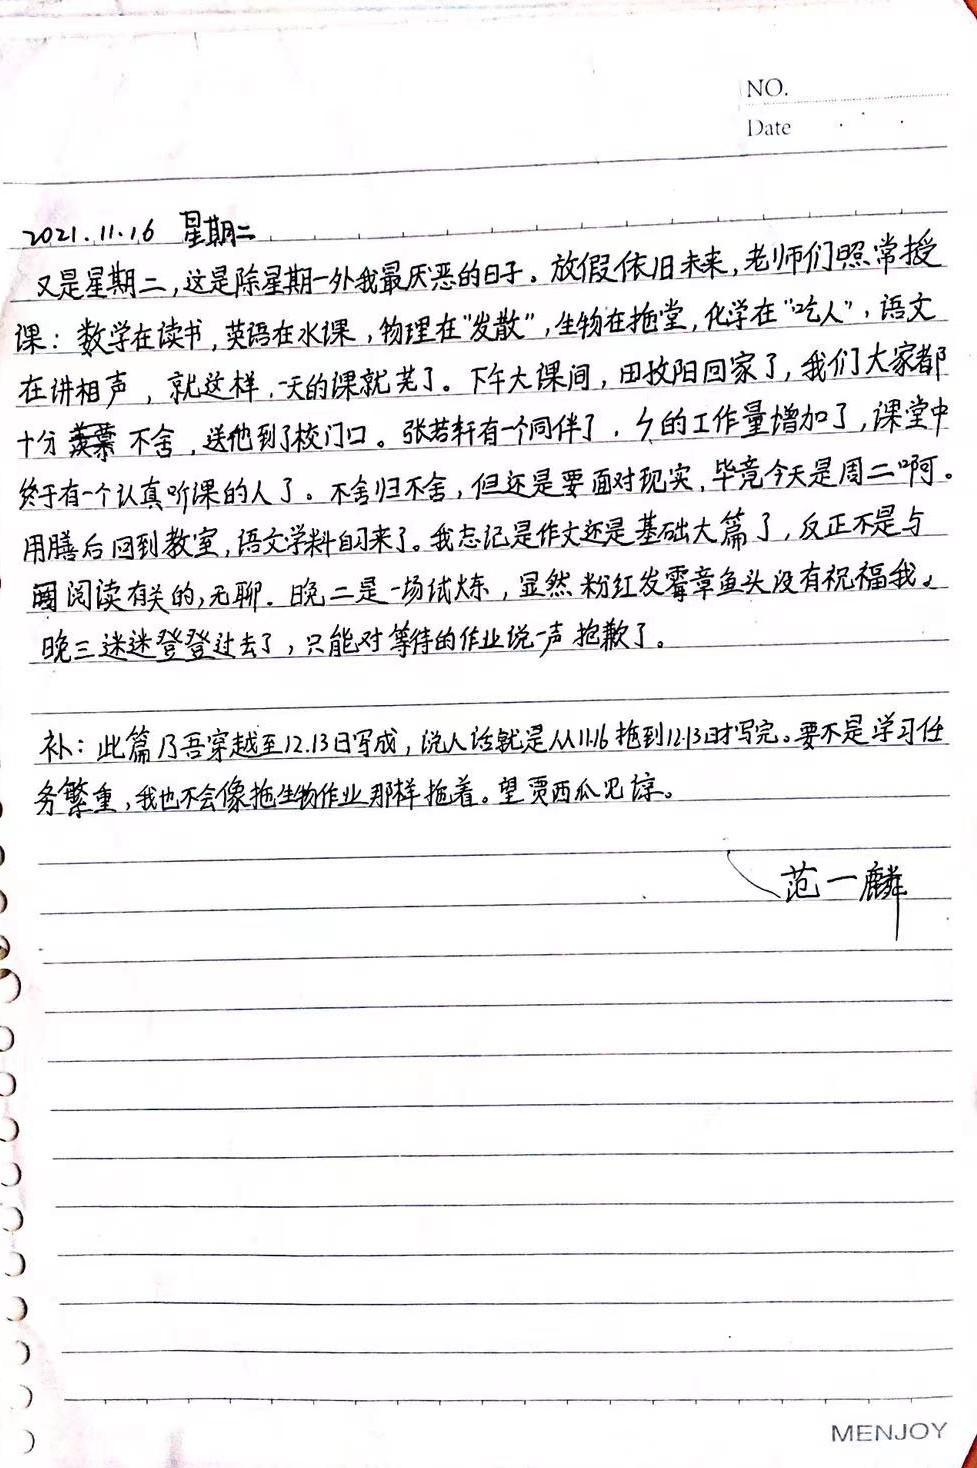 NO.
Date
2021.11.16 星期二
又是星期二,这是除星期一外我最厌恶的日子。放假依旧未来,老师们照常授
课:数学在读书,英语在水课,物理在"发散",生物在拖堂,化学在"吃人",语文
在讲相声,就这样,一天的课就芜了。下午大课间,田放阳回家了,我们大家都
十分 不舍,送他到了校门口。张若轩有一个同伴了,的工作量增加了,课堂中
终于有一个认真听课的人了。不舍归不舍,但还是要面对现实,毕竟今天是周二啊。
用膳后回到教室,语文学科自习来了。我忘记是作文还是基础大篇了,反正不是与
阅读有关的,无聊。晚二是一场试炼,显然粉红发霉章鱼头没有祝福我。
晚三迷迷登登过去了,只能对等待的作业说一声抱歉了。
补:此篇乃吾穿越至12.13日写成,说人话就是从11.16拖到12.13日才写完。要不是学习任
务繁重,我也不会像拖生物作业那样拖着。望贾西瓜见谅。
范一麟
MENJOY